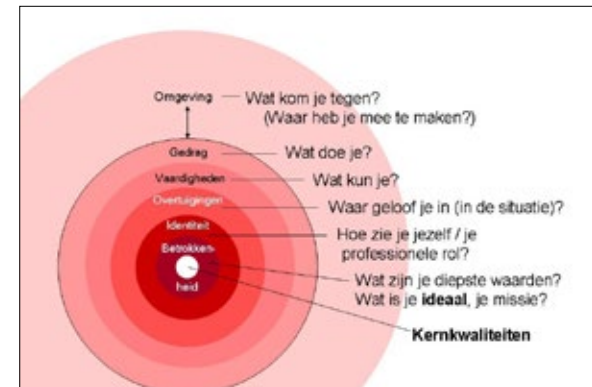 Omgeving
Wat kom je tegen?
(Waar heb je mee te maken?)
Gedrag
Wat doe je?
Vaardigheden
Wat kun je?
Overtuigingen
Waar geloof je in (in de situatie)?
Identiteit
Hoe zie je jezelf / je
professionele rol?
Betrokken-
heid
Wat zijn je diepste waarden?
Wat is je ideaal, je missie?
Kernkwaliteiten